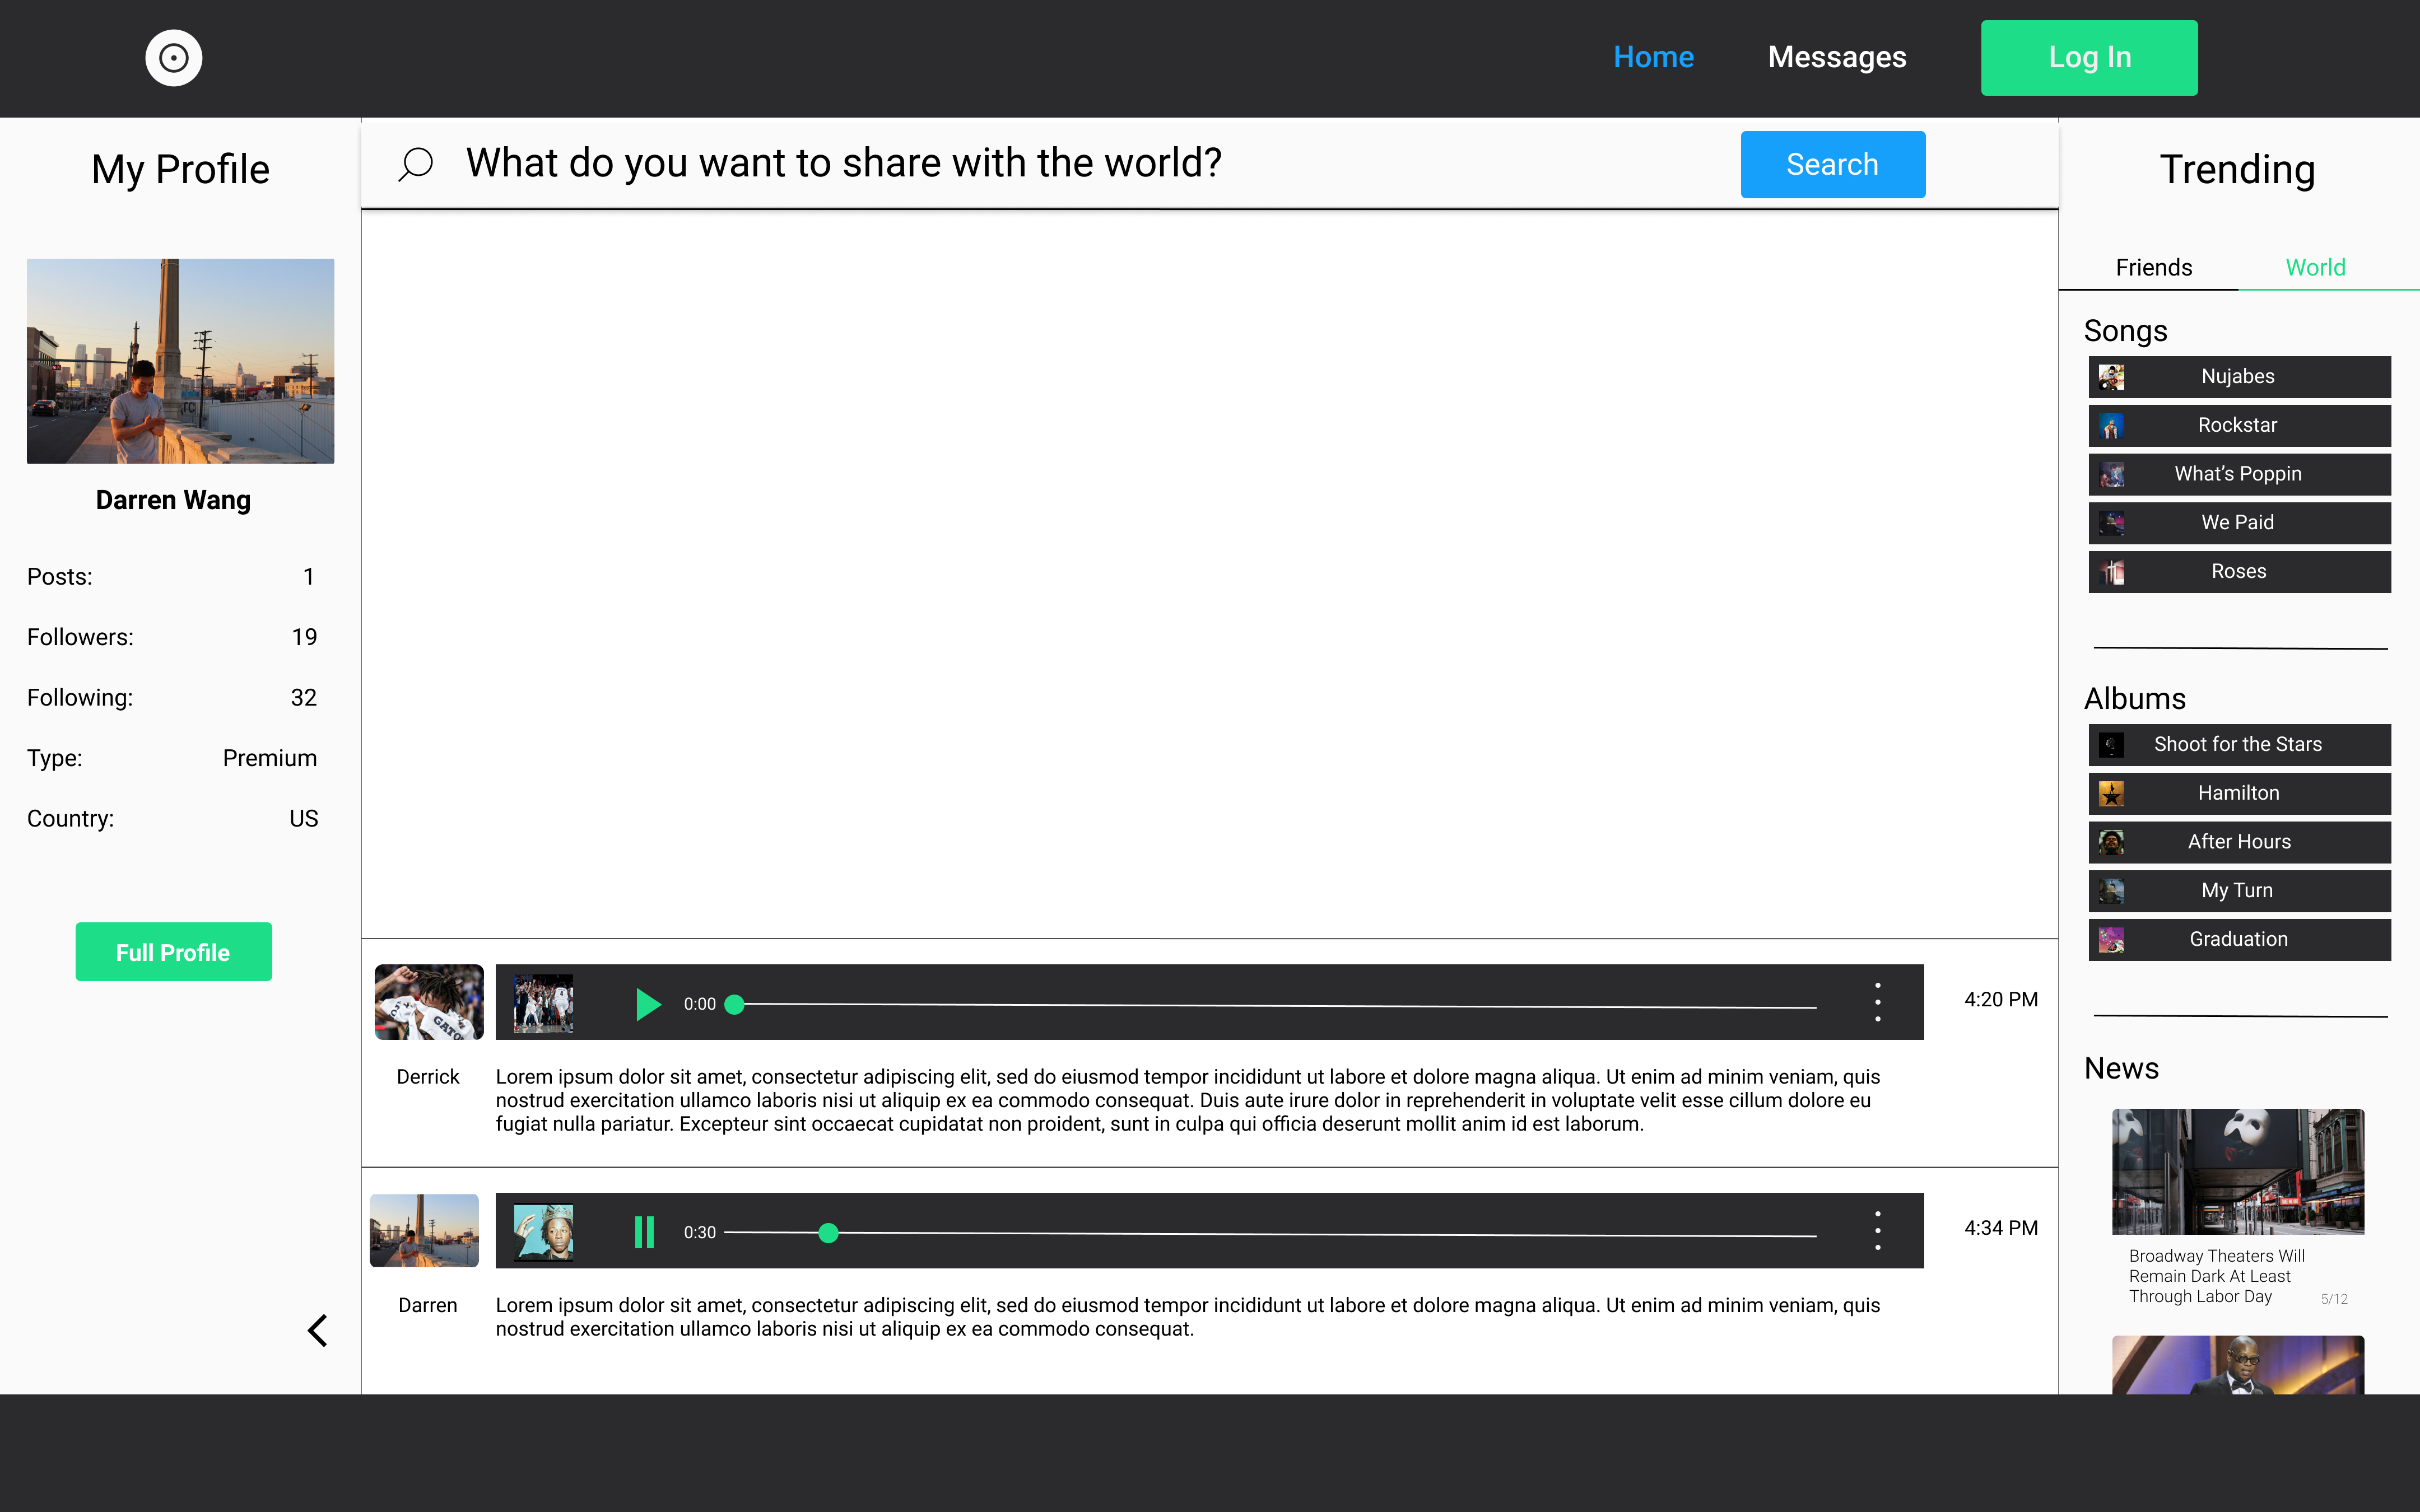 Home
Messages
Log In
My Profile
Darren Wang
Posts: 1
Followers: 19
Following: 32
Type: Premium
Country: US
Full Profile
What do you want to share with the world?
Search
0:00
4:20 PM
Derrick
Lorem ipsum dolor sit amet, consectetur adipiscing elit, sed do eiusmod tempor incididunt ut labore et dolore magna aliqua. Ut enim ad minim veniam, quis
nostrud exercitation ullamco laboris nisi ut aliquip ex ea commodo consequat. Duis aute irure dolor in reprehenderit in voluptate velit esse cillum dolore eu
fugiat nulla pariatur. Excepteur sint occaecat cupidatat non proident, sunt in culpa qui officia deserunt mollit anim id est laborum.
0:30
4:34 PM
Darren
Lorem ipsum dolor sit amet, consectetur adipiscing elit, sed do eiusmod tempor incididunt ut labore et dolore magna aliqua. Ut enim ad minim veniam, quis
nostrud exercitation ullamco laboris nisi ut aliquip ex ea commodo consequat.
Trending
Friends
World
Songs
Nujabes
Rockstar
What’s Poppin
We Paid
Roses
Albums
Shoot for the Stars
Hamilton
After Hours
My Turn
Graduation
News
Broadway Theaters Will
Remain Dark At Least
Through Labor Day
5/12